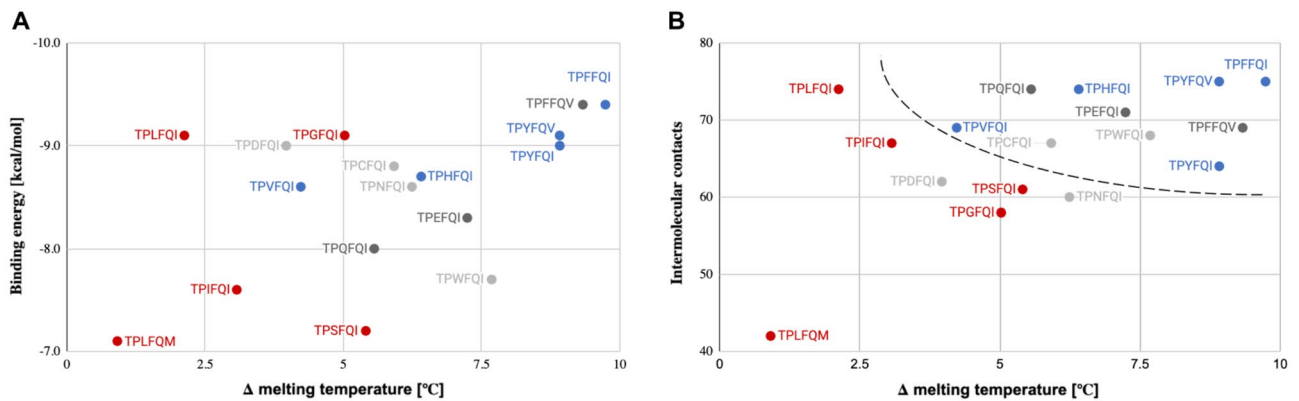 A
-10.0
-9.0
-8.0
-7.0
Binding energy [kcal/mol]
TPFFQI
TPFFQV
TPLFQI
TPGFQI
TPYFQV
TPDFQI
TPYFQI
TPCFQI
TPHFQI
TPVFQI
TPNFQI
TPEFQI
TPQFQI
TPWFQI
TPIFQI
TPSFQI
TPLFQM
0
2.5
5
7.5
10
Δ melting temperature [°C]
B
80
70
60
50
40
Intermolecular contacts
TPFFQI
TPYFQV
TPLFQI
TPQFQI
TPHFQI
TPEFQI
TPVFQI
TPWFQI
TPFFQV
TPIFQI
TPCFQI
TPYFQI
TPDFQI
TPSFQI
TPNFQI
TPGFQI
TPLFQM
0
2.5
5
7.5
10
Δ melting temperature [°C]